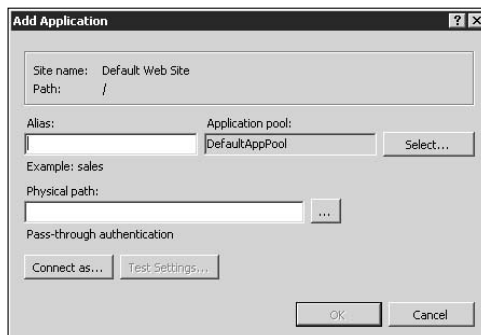 Add Application
Site name: Default Web Site
Path: /
Alias: Application pool:
DefaultAppPool Select...
Example: sales
Physical path:
...
Pass-through authentication
Connect as... Test Settings...
OK Cancel